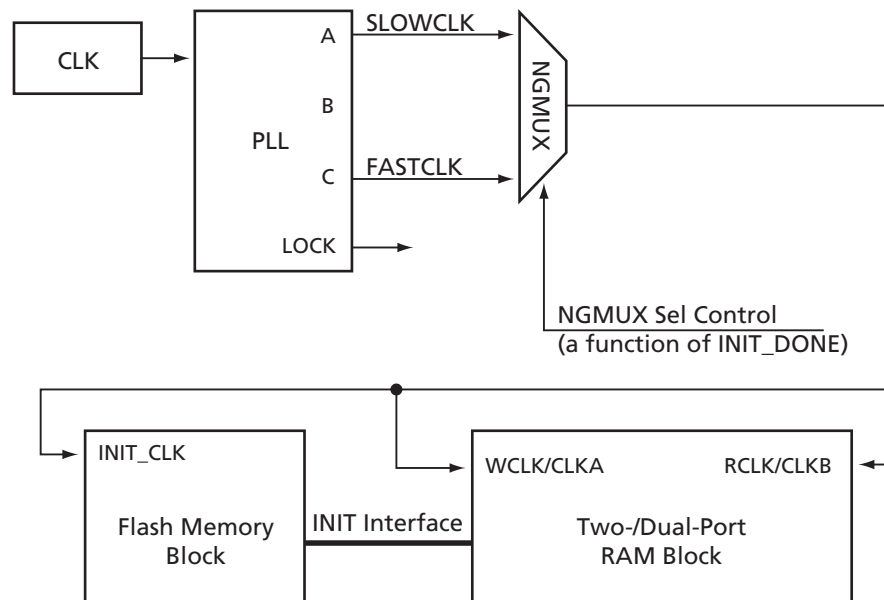 CLK
PLL
A
B
C
LOCK
SLOWCLK
FASTCLK
NGMUX
NGMUX Sel Control
(a function of INIT_DONE)
INIT_CLK
Flash Memory
Block
INIT Interface
WCLK/CLKA
RCLK/CLKB
Two-/Dual-Port
RAM Block